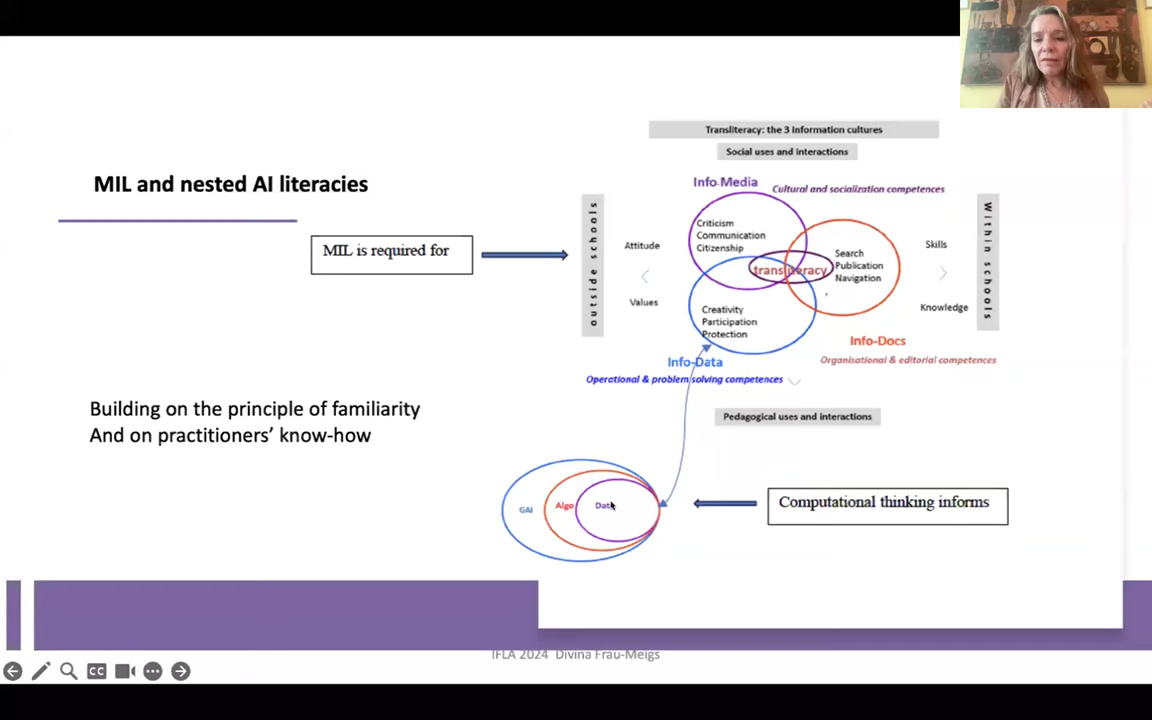 MIL and nested AI literacies
MIL is required for
Building on the principle of familiarity
And on practitioners' know-how
Transliteracy: the 3 information cultures
Social uses and interactions
Info-Media
Cultural and socialization competences
outside schools
Within schools
Attitude
Values
Criticism
Communication
Citizenship
transliteracy
Search
Publication
Navigation
Skills
Knowledge
Creativity
Participation
Protection
Info-Docs
Organisational & editorial competences
Info-Data
Operational & problem solving competences
Pedagogical uses and interactions
GAI
Algo
Data
Computational thinking informs
IFLA 2024 Divina Frau-Meigs
CC